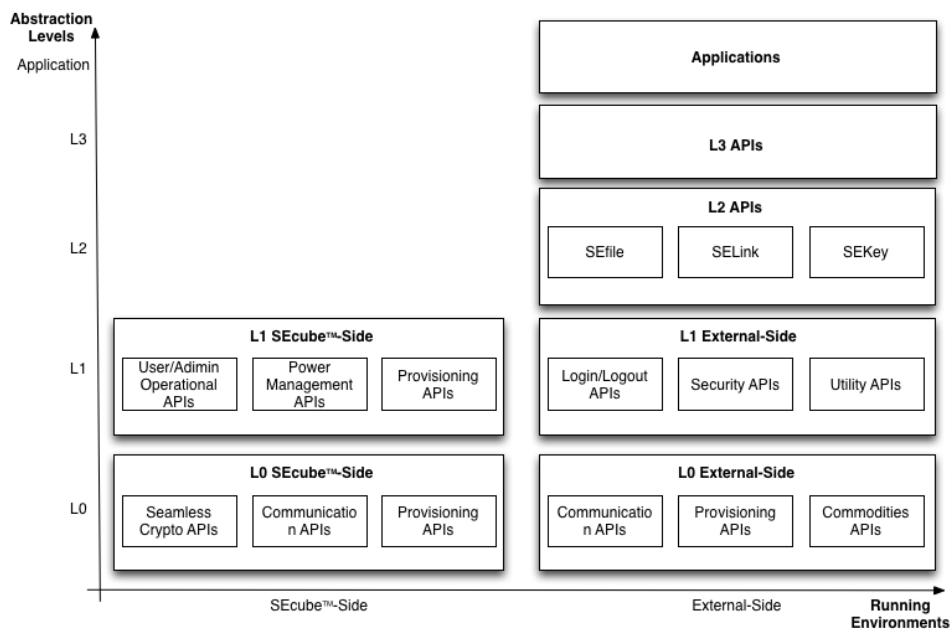 Abstraction
Levels
Application
Applications
L3
L3 APIs
L2
L2 APIs
SEfile
SELink
SEKey
L1
L1 SEcube™-Side
User/Adimin
Operational
APIs
Power
Management
APIs
Provisioning
APIs
L1 External-Side
Login/Logout
APIs
Security APIs
Utility APIs
L0
L0 SEcube™-Side
Seamless
Crypto APIs
Communicatio
n APIs
Provisioning
APIs
L0 External-Side
Communicatio
n APIs
Provisioning
APIs
Commodities
APIs
SEcube™-Side
External-Side
Running
Environments